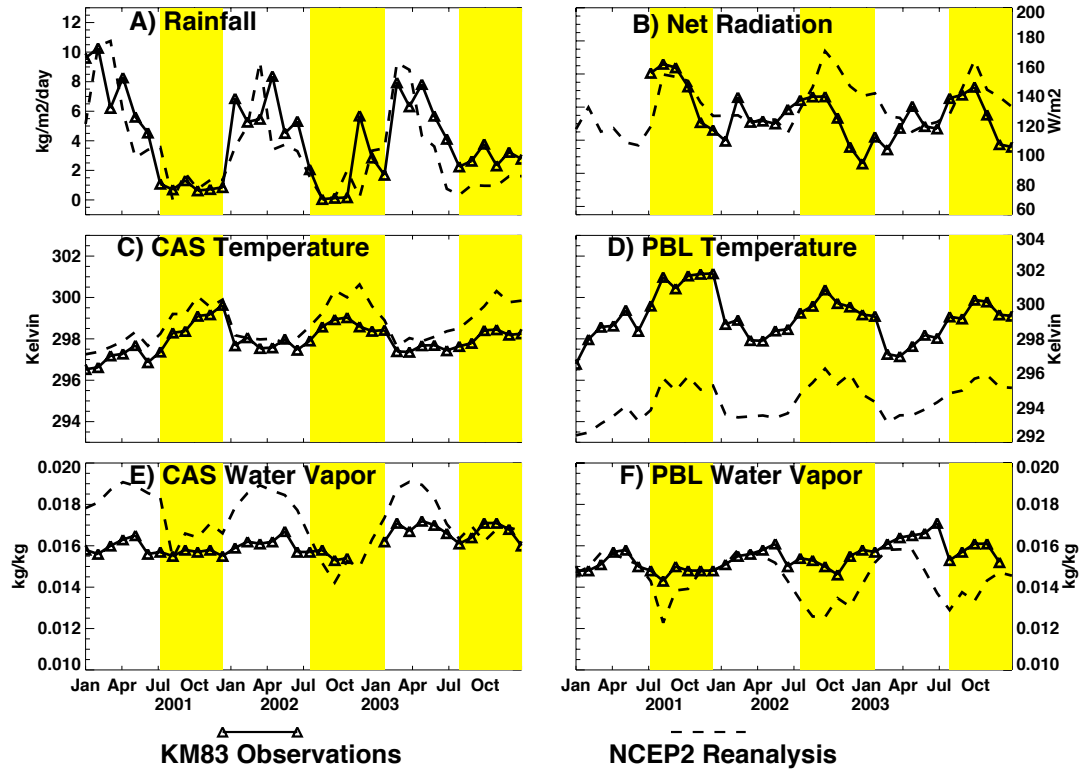 A) Rainfall
12
10
8
6
4
2
0
kg/m2/day
B) Net Radiation
200
180
160
140
120
100
80
60
W/m2
C) CAS Temperature
302
300
298
296
294
Kelvin
D) PBL Temperature
304
302
300
298
296
294
292
Kelvin
E) CAS Water Vapor
0.020
0.018
0.016
0.014
0.012
0.010
kg/kg
F) PBL Water Vapor
0.020
0.018
0.016
0.014
0.012
0.010
kg/kg
Jan Apr Jul Oct Jan Apr Jul Oct Jan Apr Jul Oct
2001 2002 2003
Jan Apr Jul Oct Jan Apr Jul Oct Jan Apr Jul Oct
2001 2002 2003
KM83 Observations
NCEP2 Reanalysis